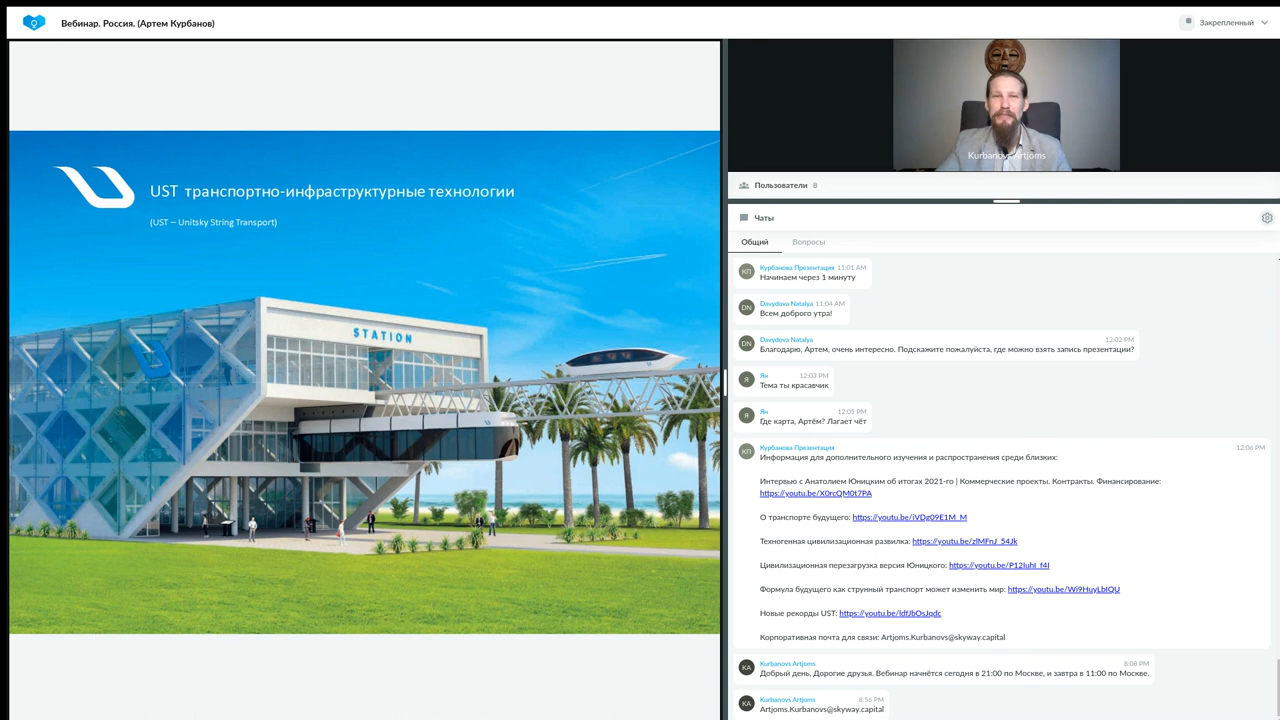 Вебинар. Россия. (Артем Курбанов)
Закрепленный
UST транспортно-инфраструктурные технологии
(UST – Unitsky String Transport)
STATION
Kurbanovs Artjoms
Пользователи 8
Чаты
Общий Вопросы
КП Курбанова Презентация 11:01 AM
Начинаем через 1 минуту
DN Davydova Natalya 11:04 AM
Всем доброго утра!
DN Davydova Natalya 12:02 PM
Благодарю, Артем, очень интересно. Подскажите пожалуйста, где можно взять запись презентации?
Я Ян 12:03 PM
Тема ты красавчик
Я Ян 12:05 PM
Где карта, Артём? Лагает чёт
КП Курбанова Презентация 12:06 PM
Информация для дополнительного изучения и распространения среди близких:
Интервью с Анатолием Юницким об итогах 2021-го | Коммерческие проекты. Контракты. Финансирование:
https://youtu.be/X0rcQM0t7PA
О транспорте будущего: https://youtu.be/iVDg09E1M_M
Техногенная цивилизационная развилка: https://youtu.be/zlMFnJ_54Jk
Цивилизационная перезагрузка версия Юницкого: https://youtu.be/P12IuhI_f4I
Формула будущего как струнный транспорт может изменить мир: https://youtu.be/Wi9HuyLbIQU
Новые рекорды UST: https://youtu.be/ldfJbOsJqdc
Корпоративная почта для связи: Artjoms.Kurbanovs@skyway.capital
KA Kurbanovs Artjoms 8:08 PM
Добрый день, Дорогие друзья. Вебинар начнётся сегодня в 21:00 по Москве, и завтра в 11:00 по Москве.
KA Kurbanovs Artjoms 8:56 PM
Artjoms.Kurbanovs@skyway.capital